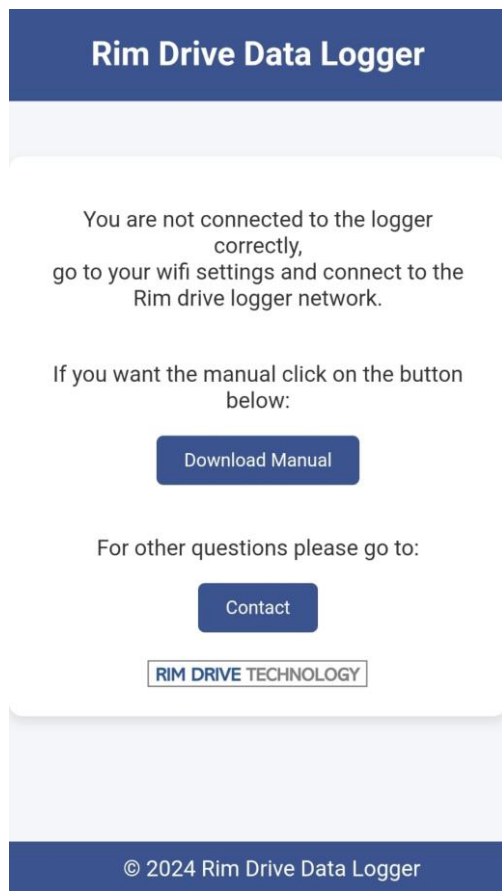 Rim Drive Data Logger
You are not connected to the logger
correctly,
go to your wifi settings and connect to the
Rim drive logger network.
If you want the manual click on the button
below:
Download Manual
For other questions please go to:
Contact
RIM DRIVE TECHNOLOGY
© 2024 Rim Drive Data Logger